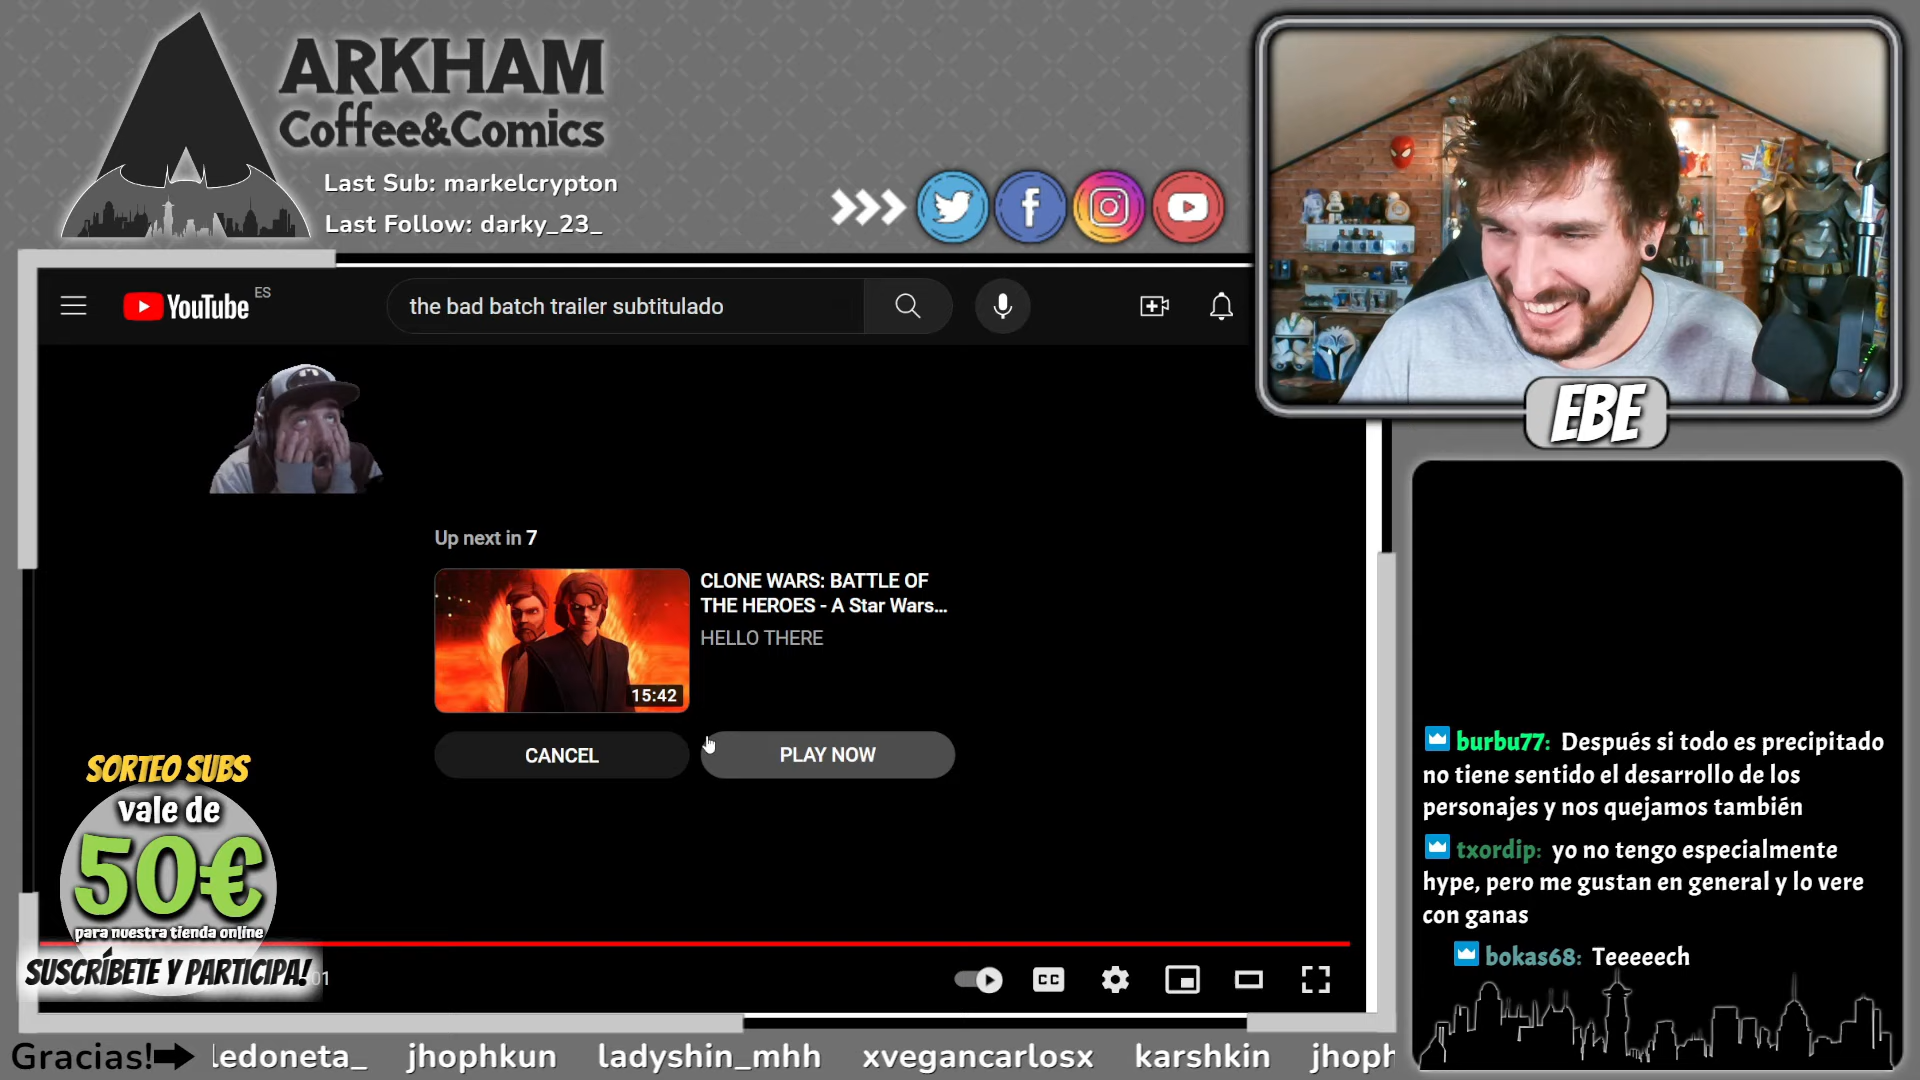 ARKHAM
Coffee&Comics
Last Sub: markelcrypton
Last Follow: darky_23_
YouTube ES
the bad batch trailer subtitulado
EBE
Up next in 7
CLONE WARS: BATTLE OF
THE HEROES - A Star Wars...
HELLO THERE
15:42
CANCEL
PLAY NOW
SORTEO SUBS
vale de
50€
para nuestra tienda online
SUSCRÍBETE Y PARTICIPA!
CC
burbu77: Después si todo es precipitado
no tiene sentido el desarrollo de los
personajes y nos quejamos también
txordip: yo no tengo especialmente
hype, pero me gustan en general y lo vere
con ganas
bokas68: Teeeeech
Gracias! ledoneta_ jhophkun ladyshin_mhh xvegancarlosx karshkin jhoph